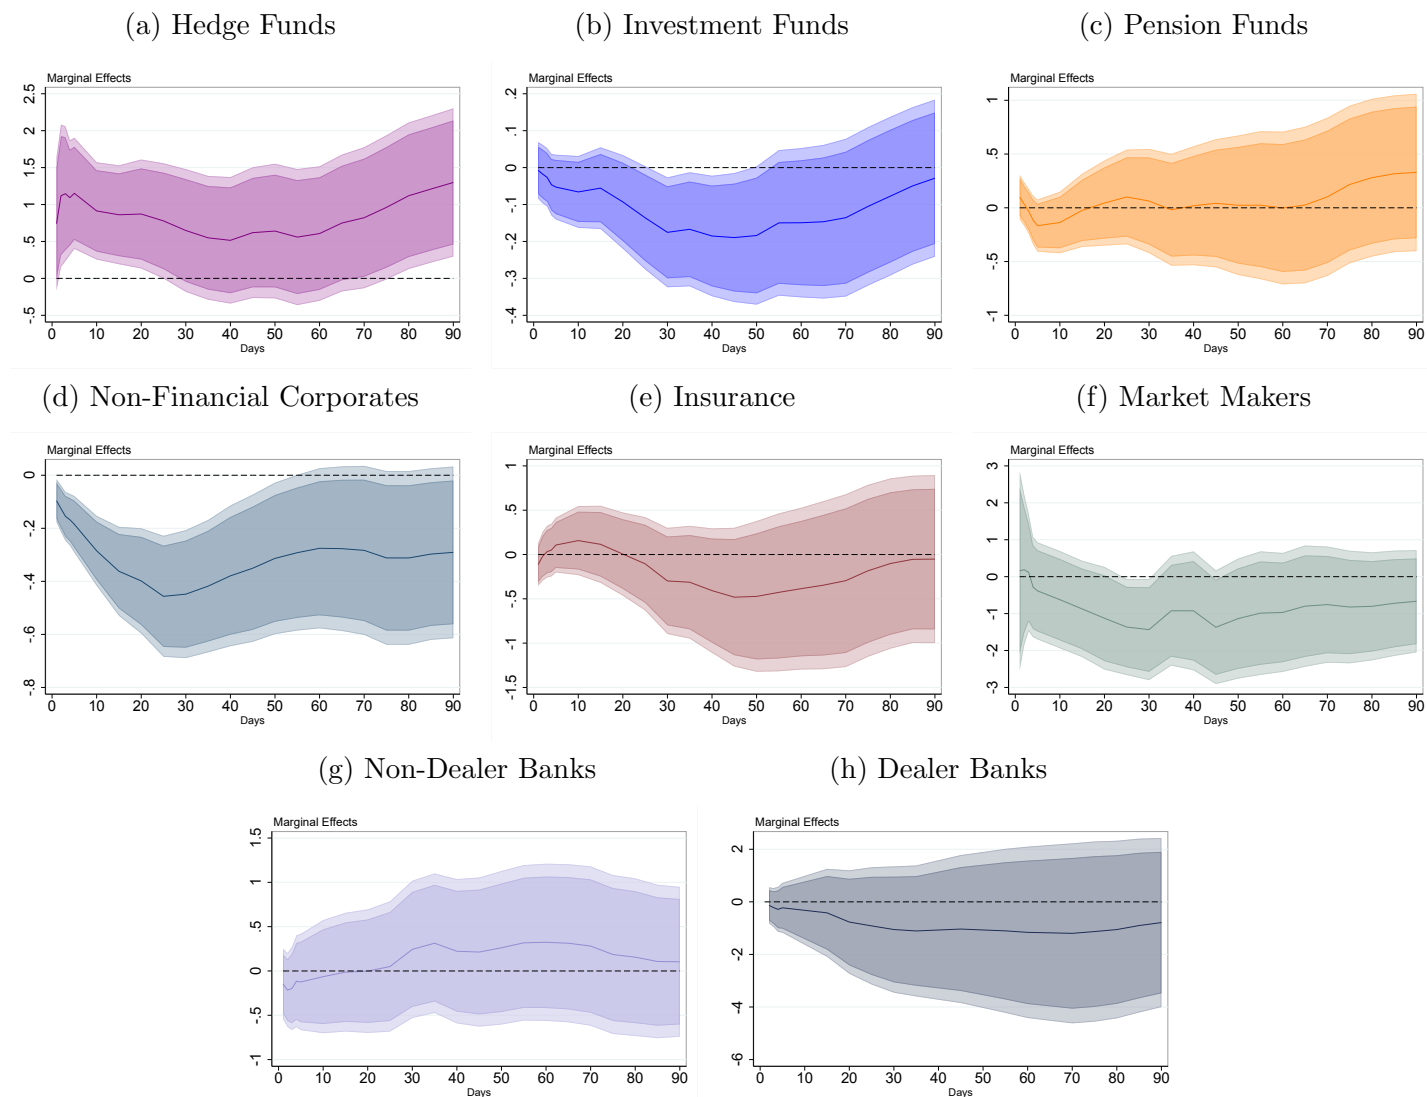 (a) Hedge Funds
Marginal Effects
2.5
2
1.5
1
.5
0
-.5
0 10 20 30 40 50 60 70 80 90
Days
(b) Investment Funds
Marginal Effects
.2
.1
0
-.1
-.2
-.3
-.4
0 10 20 30 40 50 60 70 80 90
Days
(c) Pension Funds
Marginal Effects
1
.5
0
-.5
-1
0 10 20 30 40 50 60 70 80 90
Days
(d) Non-Financial Corporates
Marginal Effects
0
-.2
-.4
-.6
-.8
0 10 20 30 40 50 60 70 80 90
Days
(e) Insurance
Marginal Effects
1
.5
0
-.5
-1
-1.5
0 10 20 30 40 50 60 70 80 90
Days
(f) Market Makers
Marginal Effects
3
2
1
0
-1
-2
-3
0 10 20 30 40 50 60 70 80 90
Days
(g) Non-Dealer Banks
Marginal Effects
1.5
1
.5
0
-.5
-1
0 10 20 30 40 50 60 70 80 90
Days
(h) Dealer Banks
Marginal Effects
2
0
-2
-4
-6
0 10 20 30 40 50 60 70 80 90
Days